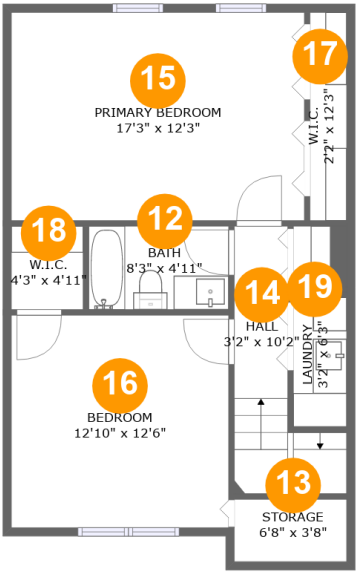 17
15
PRIMARY BEDROOM
17'3" x 12'3"
W.I.C.
2'2" x 12'3"
18
W.I.C.
4'3" x 4'11"
12
BATH
8'3" x 4'11"
14
HALL
3'2" x 10'2"
19
LAUNDRY
3'2" x 6'3"
16
BEDROOM
12'10" x 12'6"
13
STORAGE
6'8" x 3'8"